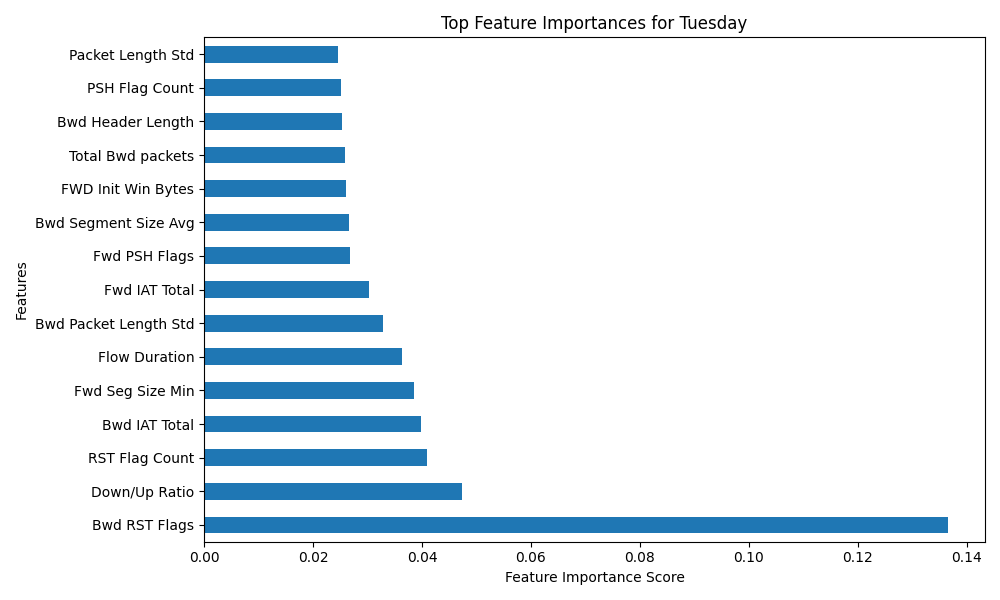 Top Feature Importances for Tuesday
Features
Packet Length Std
PSH Flag Count
Bwd Header Length
Total Bwd packets
FWD Init Win Bytes
Bwd Segment Size Avg
Fwd PSH Flags
Fwd IAT Total
Bwd Packet Length Std
Flow Duration
Fwd Seg Size Min
Bwd IAT Total
RST Flag Count
Down/Up Ratio
Bwd RST Flags
0.00 0.02 0.04 0.06 0.08 0.10 0.12 0.14
Feature Importance Score